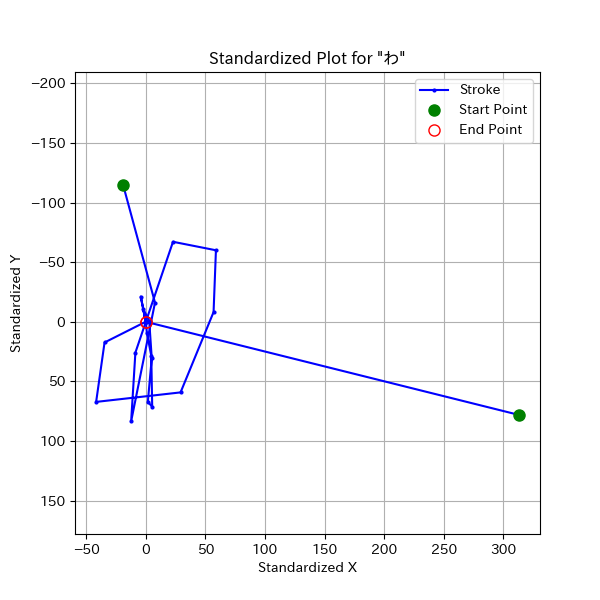 Standardized Plot for "わ"
Stroke
Start Point
End Point
Standardized Y
−200
−150
−100
−50
0
50
100
150
−50 0 50 100 150 200 250 300
Standardized X